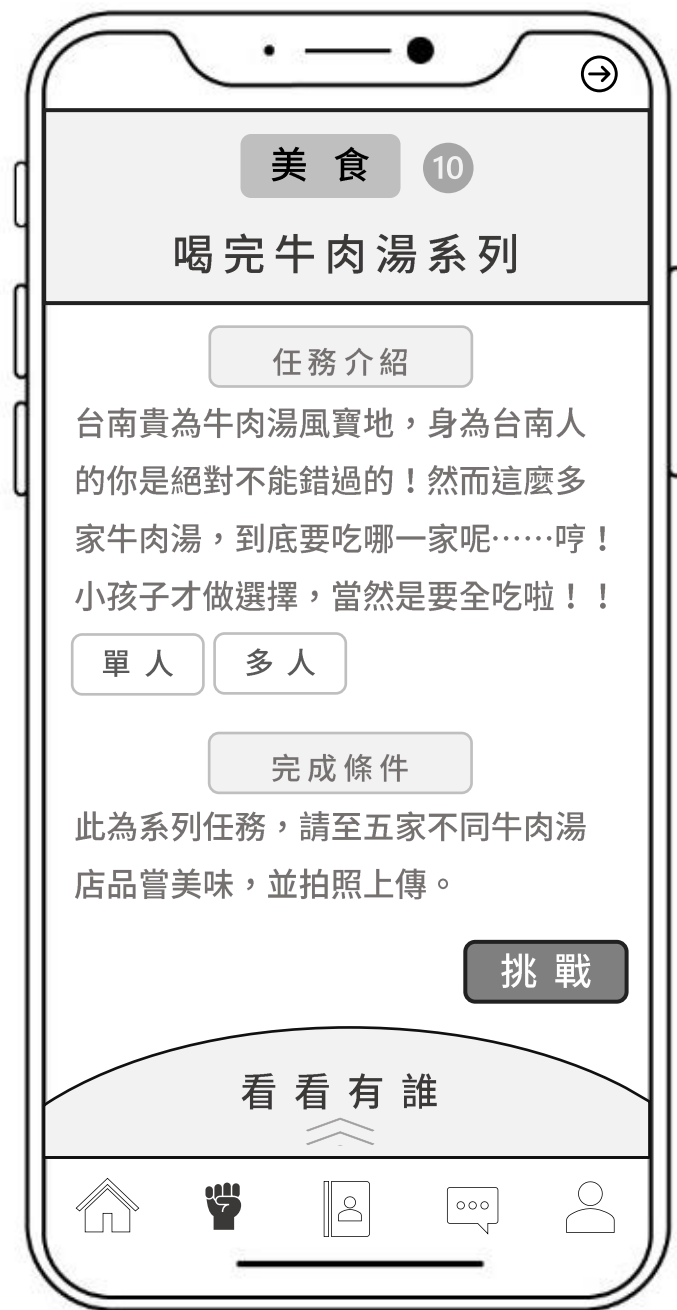 美食 10
喝完牛肉湯系列
任務介紹
台南貴為牛肉湯風寶地，身為台南人
的你是絕對不能錯過的！然而這麼多
家牛肉湯，到底要吃哪一家呢⋯⋯哼！
小孩子才做選擇，當然是要全吃啦！！
單人 多人
完成條件
此為系列任務，請至五家不同牛肉湯
店品嘗美味，並拍照上傳。
挑戰
看看有誰